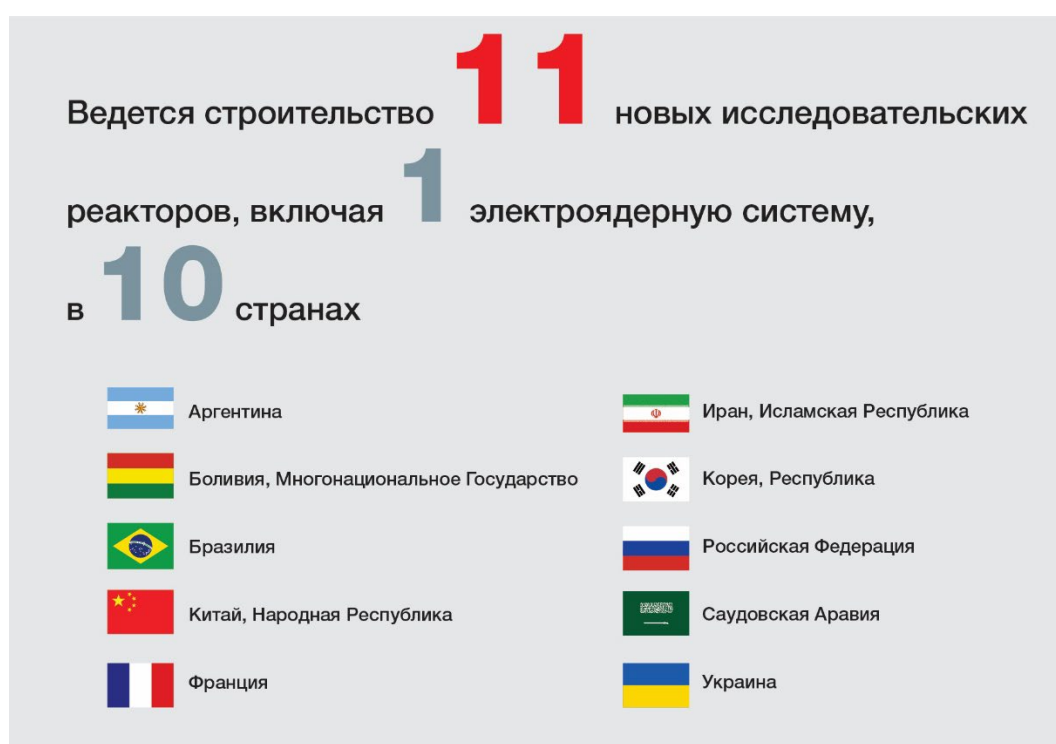 Ведется строительство 11 новых исследовательских
реакторов, включая 1 электроядерную систему,
в 10 странах
Аргентина
Боливия, Многонациональное Государство
Бразилия
Китай, Народная Республика
Франция
Иран, Исламская Республика
Корея, Республика
Российская Федерация
Саудовская Аравия
Украина